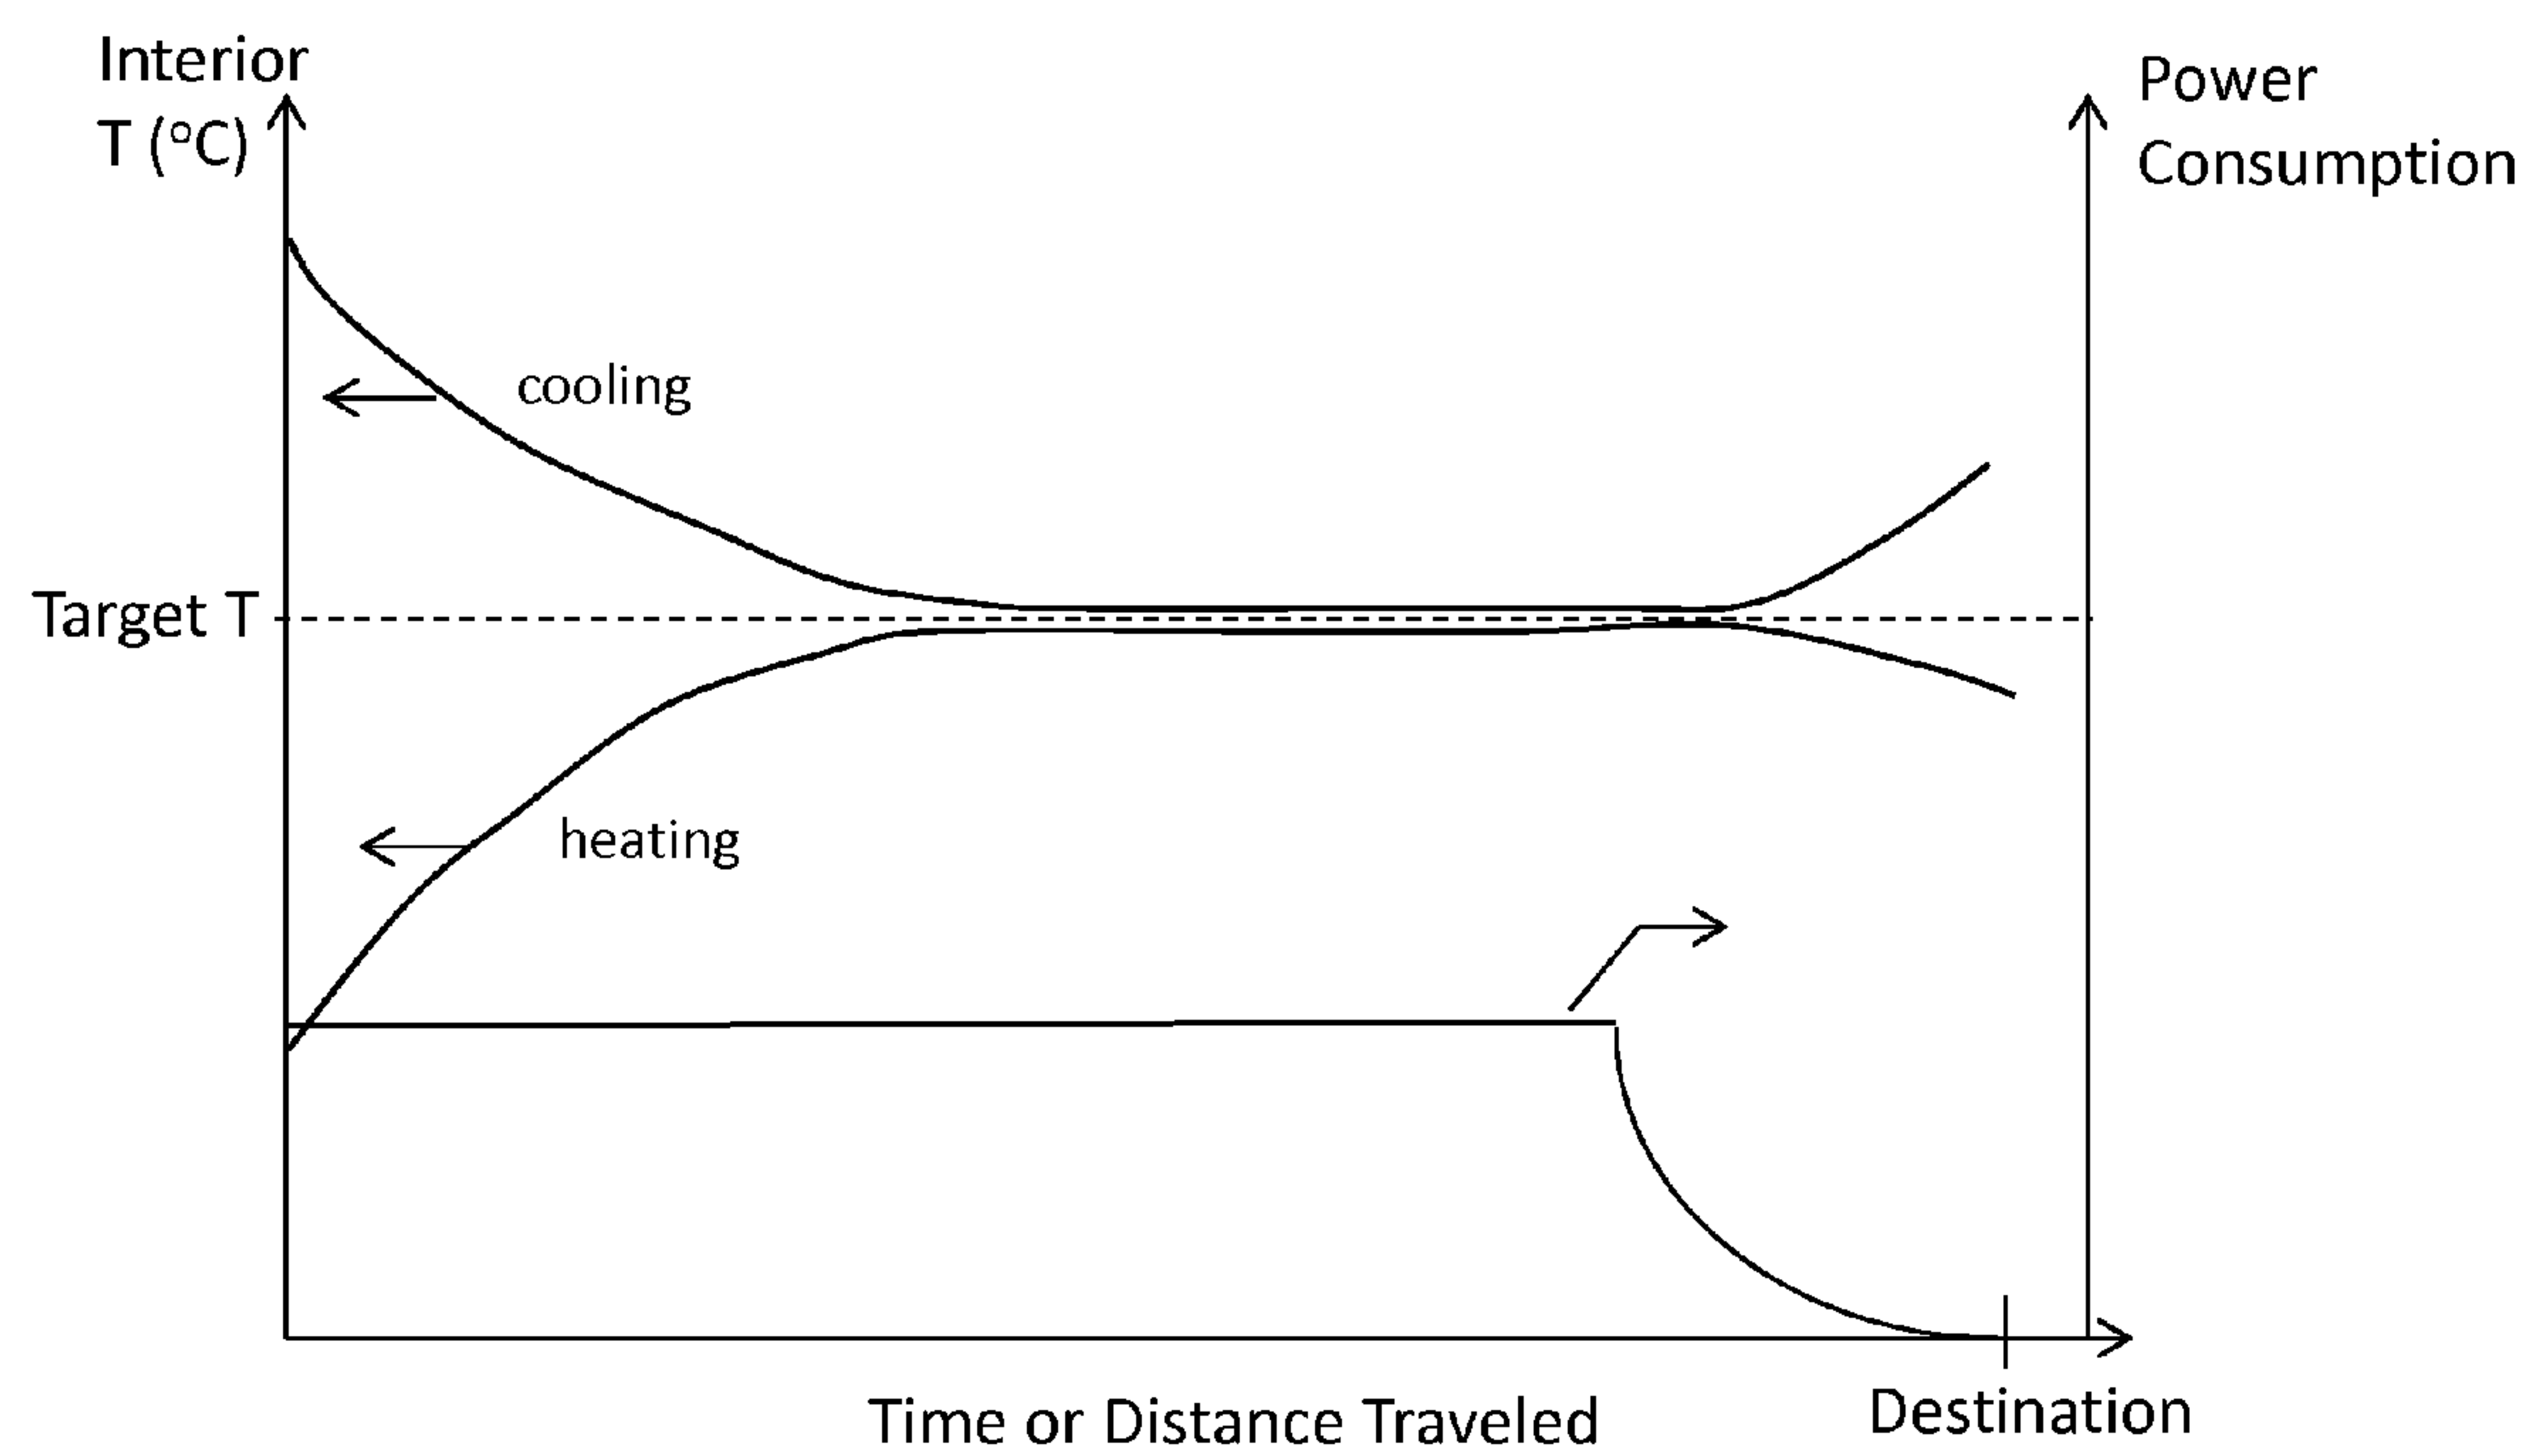 Interior
T (°C)
Power
Consumption
cooling
Target T
heating
Time or Distance Traveled
Destination